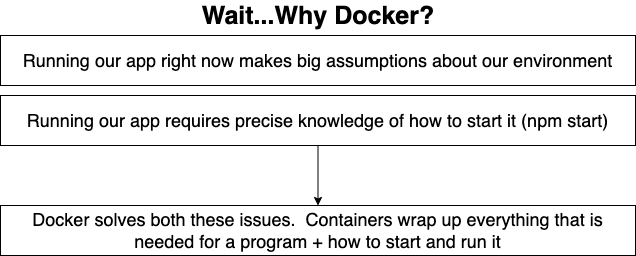 Wait...Why Docker?
Running our app right now makes big assumptions about our environment
Running our app requires precise knowledge of how to start it (npm start)
Docker solves both these issues.  Containers wrap up everything that is
needed for a program + how to start and run it